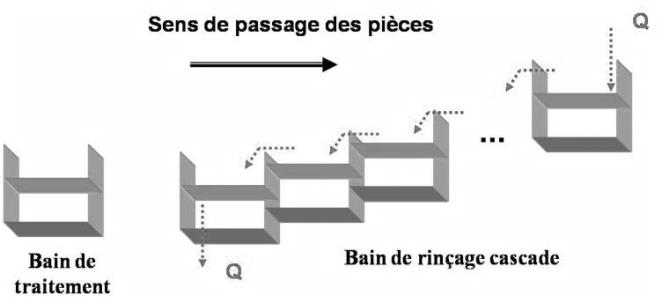 Sens de passage des pièces
Q
...
Q
Bain de
traitement
Bain de rinçage cascade